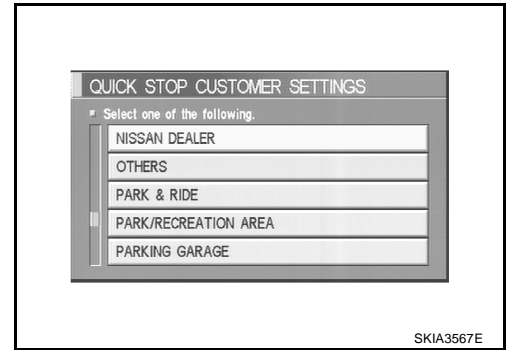 QUICK STOP CUSTOMER SETTINGS
Select one of the following.
NISSAN DEALER
OTHERS
PARK & RIDE
PARK/RECREATION AREA
PARKING GARAGE
SKIA3567E